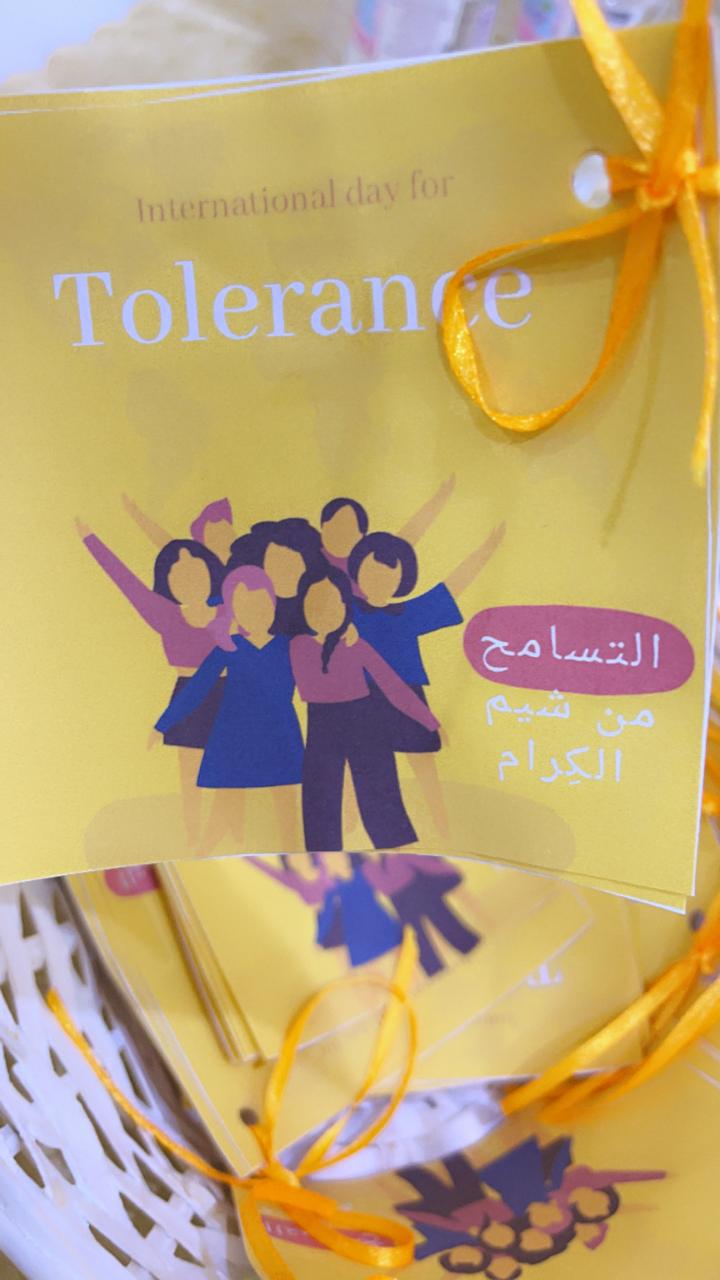 International day for
Tolerance
التسامح
من شيم
الكِرام